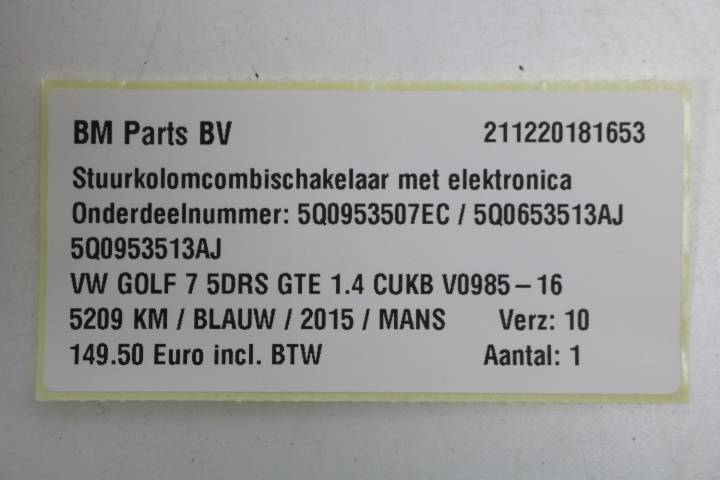 BM Parts BV 211220181653
Stuurkolomcombischakelaar met elektronica
Onderdeelnummer: 5Q0953507EC / 5Q0653513AJ
5Q0953513AJ
VW GOLF 7 5DRS GTE 1.4 CUKB V0985-16
5209 KM / BLAUW / 2015 / MANS Verz: 10
149.50 Euro incl. BTW Aantal: 1